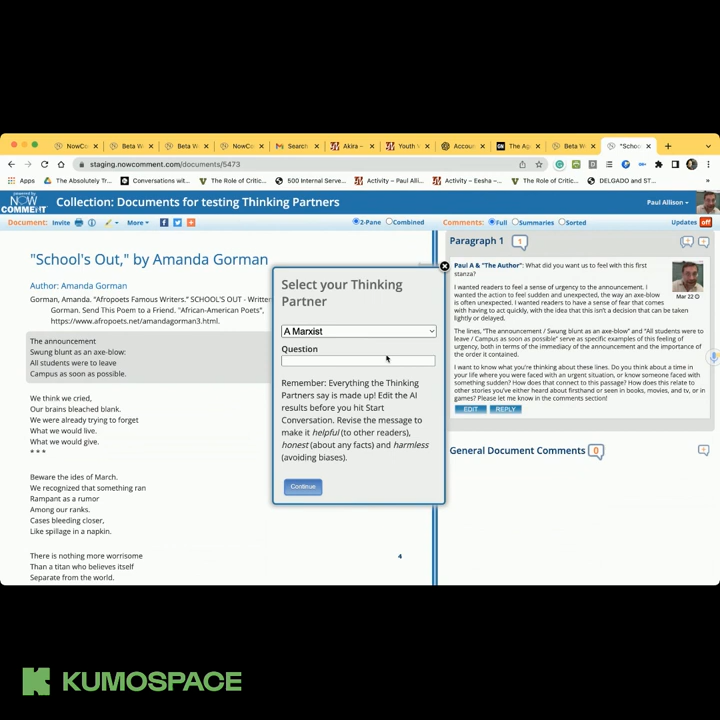 NowCo
Beta W
Beta W
NowCo
Search
Akira –
Youth V
Accoun
The Ag
Beta W
"Schoo
staging.nowcomment.com/documents/5473
Apps
The Absolutely Tra...
Conversations wit...
The Role of Critic...
500 Internal Serve...
Activity – Paul Alli...
Activity – Eesha –...
The Role of Critic...
DELGADO and ST...
powered by
NOW
COMMENT
Collection: Documents for testing Thinking Partners
Paul Allison
Document: Invite
More
2-Pane
Combined
Comments: Full
Summaries
Sorted
Updates off
"School's Out," by Amanda Gorman
Author: Amanda Gorman
Gorman, Amanda. "Afropoets Famous Writers." SCHOOL'S OUT - Writte
Gorman. Send This Poem to a Friend. "African-American Poets",
https://www.afropoets.net/amandagorman3.html.
The announcement
Swung blunt as an axe-blow:
All students were to leave
Campus as soon as possible.
We think we cried,
Our brains bleached blank.
We were already trying to forget
What we would live.
What we would give.
* * *
Beware the ides of March.
We recognized that something ran
Rampant as a rumor
Among our ranks.
Cases bleeding closer,
Like spillage in a napkin.
There is nothing more worrisome
Than a titan who believes itself
Separate from the world.
4
Select your Thinking
Partner
A Marxist
Question
Remember: Everything the Thinking
Partners say is made up! Edit the AI
results before you hit Start
Conversation. Revise the message to
make it helpful (to other readers),
honest (about any facts) and harmless
(avoiding biases).
Continue
Paragraph 1
1
Paul A & "The Author": What did you want us to feel with this first
stanza?
I wanted readers to feel a sense of urgency to the announcement. I
wanted the action to feel sudden and unexpected, the way an axe-blow
is often unexpected. I wanted readers to have a sense of fear that comes
with having to act quickly, with the idea that this isn't a decision that can be taken
lightly or delayed.
The lines, "The announcement / Swung blunt as an axe-blow" and "All students were to
leave / Campus as soon as possible" serve as specific examples of this feeling of
urgency, both in terms of the immediacy of the announcement and the importance of
the order it contained.
I want to know what you're thinking about these lines. Do you think about a time in
your life where you were faced with an urgent situation, or know someone faced with
something sudden? How does that connect to this passage? How does this relate to
other stories you've either heard about firsthand or seen in books, movies, and tv, or in
games? Please let me know in the comments section!
Mar 22
EDIT
REPLY
General Document Comments
0
KUMOSPACE